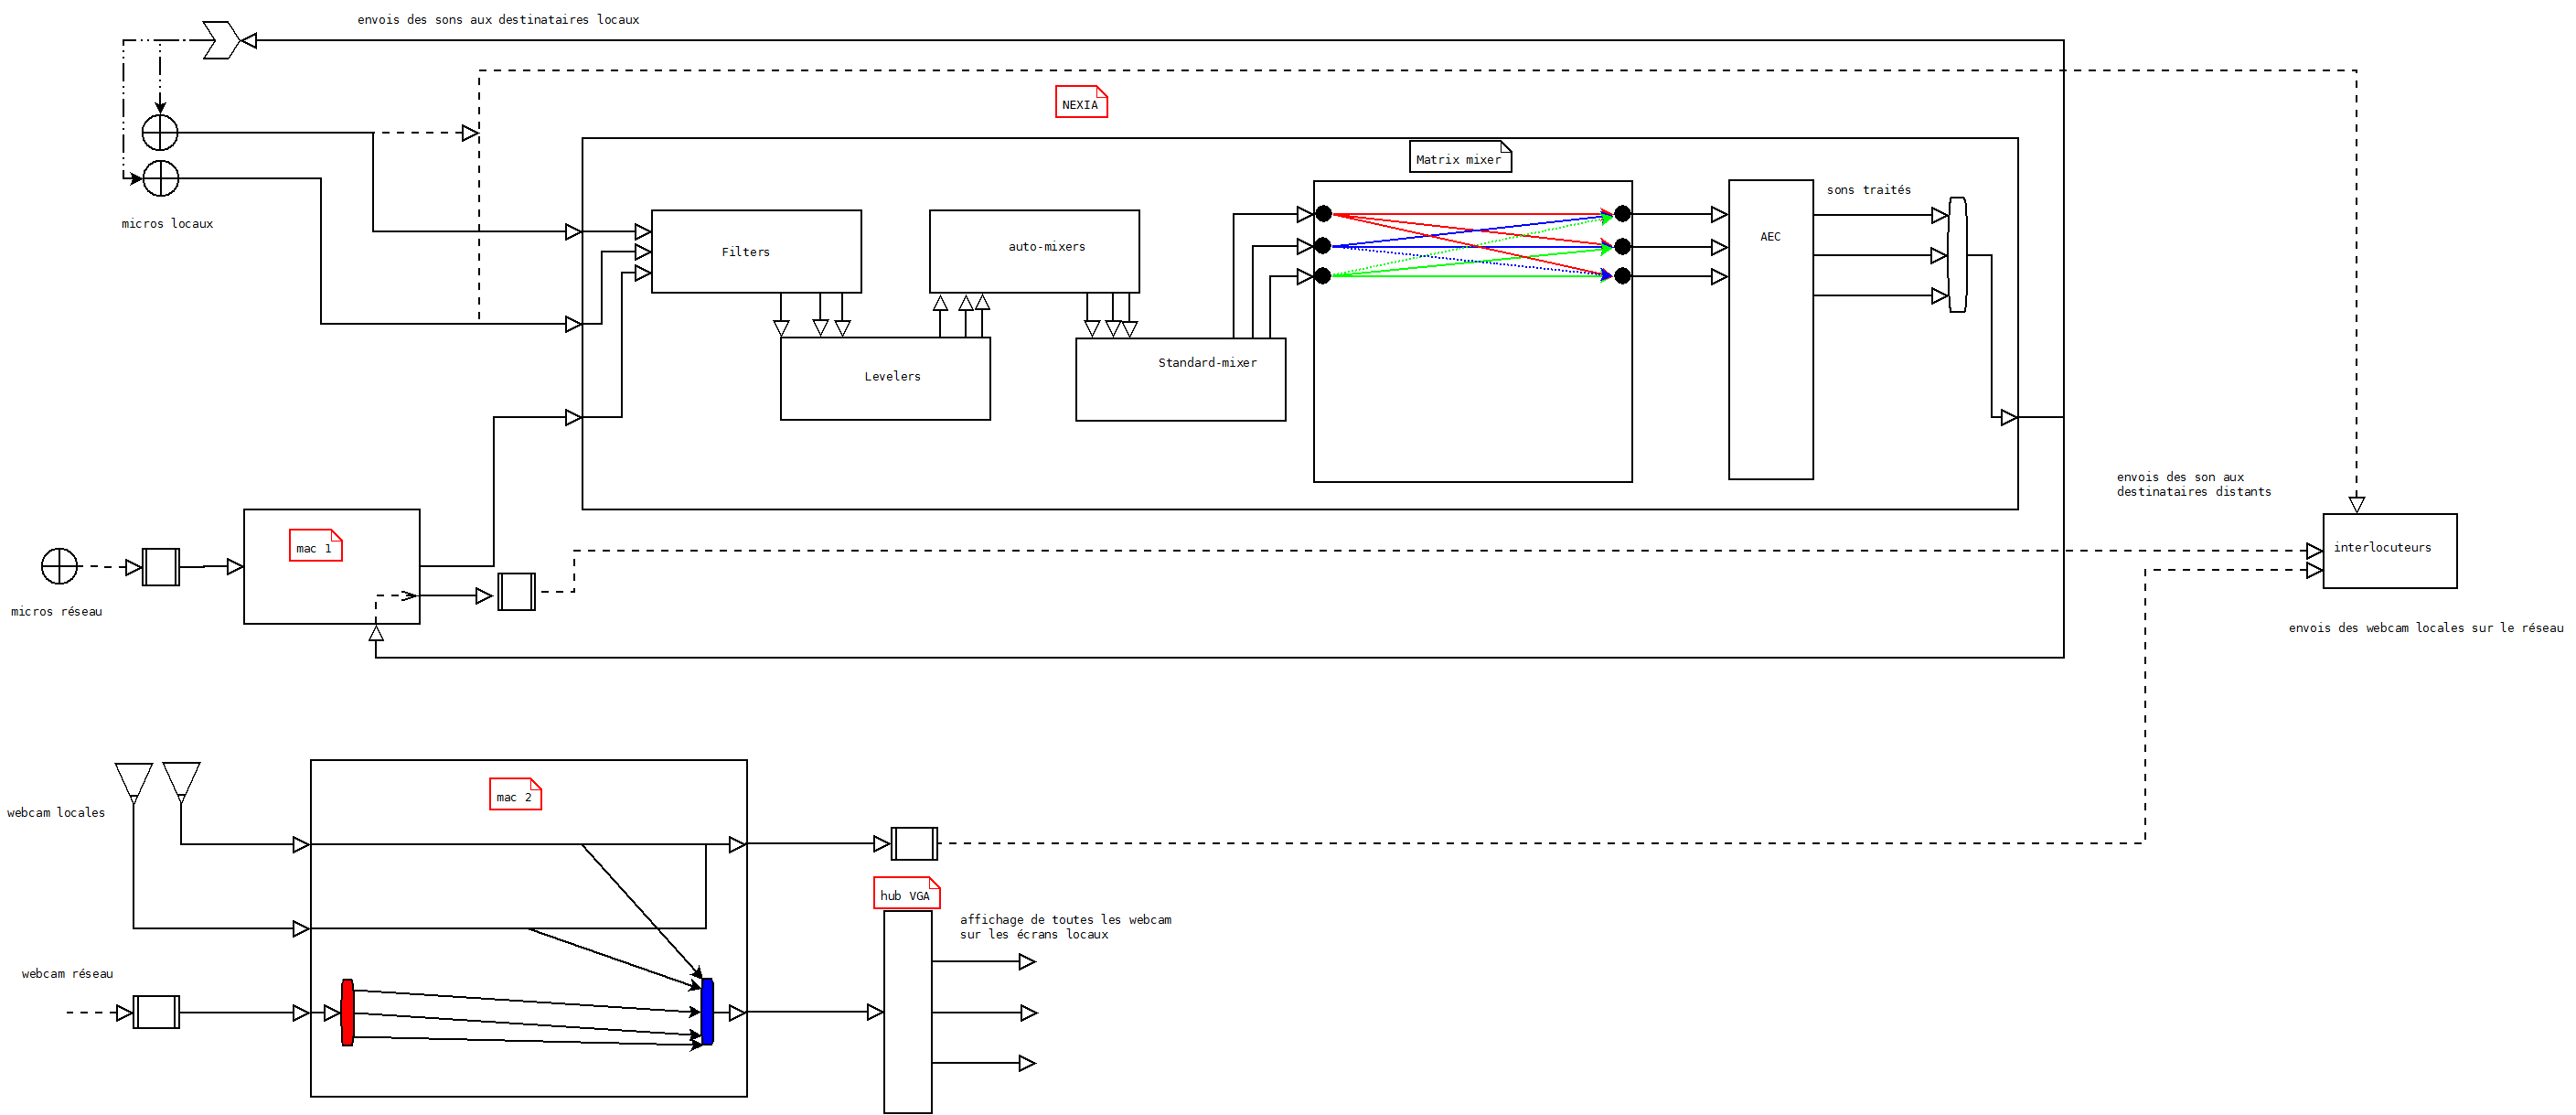 envois des sons aux destinataires locaux
NEXIA
Matrix mixer
sons traités
micros locaux
Filters
auto-mixers
AEC
Levelers
Standard-mixer
envois des son aux
destinataires distants
mac 1
interlocuteurs
micros réseau
envois des webcam locales sur le réseau
mac 2
webcam locales
hub VGA
affichage de toutes les webcam
sur les écrans locaux
webcam réseau